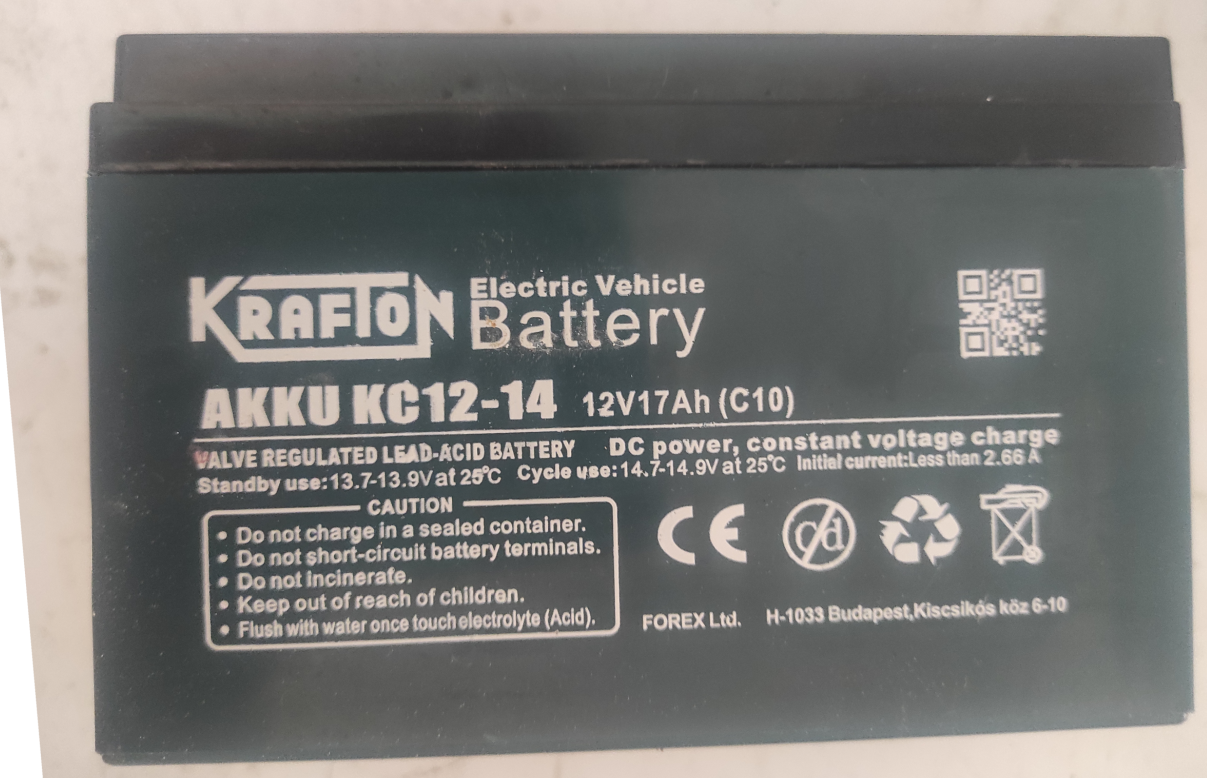 KRAFTON
Electric Vehicle
Battery
AKKU KC12-14 12V17Ah (C10)
VALVE REGULATED LEAD-ACID BATTERY DC power, constant voltage charge
Standby use:13.7-13.9V at 25°C Cycle use:14.7-14.9V at 25°C Initial current:Less than 2.66 A
CAUTION
• Do not charge in a sealed container.
• Do not short-circuit battery terminals.
• Do not incinerate.
• Keep out of reach of children.
• Flush with water once touch electrolyte (Acid).
CE
cd
FOREX Ltd. H-1033 Budapest,Kiscsikós köz 6-10